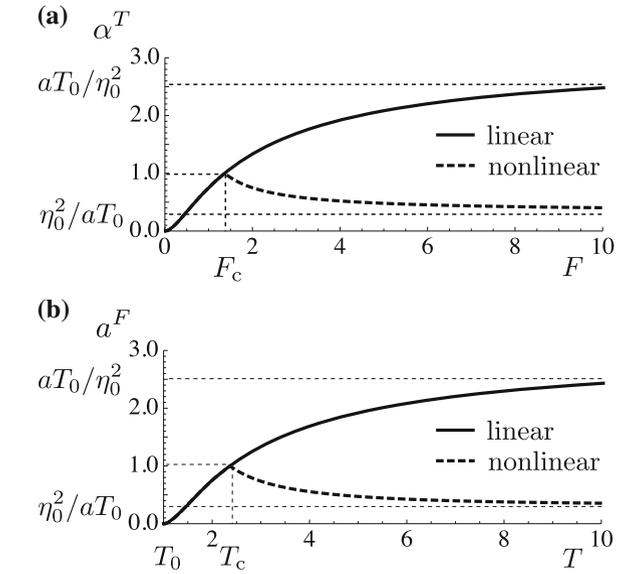 (a)
α^T
3.0
aT_0/η_0^2
2.0
linear
nonlinear
1.0
η_0^2/aT_0
0.0
0 2 4 6 8 10
F_c F
(b)
a^F
3.0
aT_0/η_0^2
2.0
linear
nonlinear
1.0
η_0^2/aT_0
0.0
2 4 6 8 10
T_0 T_c T